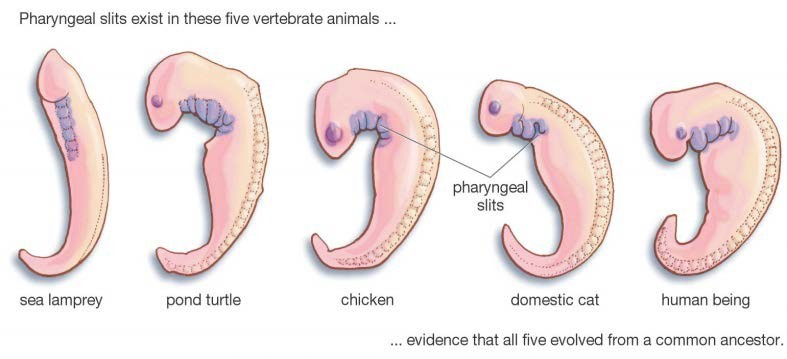 Pharyngeal slits exist in these five vertebrate animals ...
pharyngeal
slits
sea lamprey
pond turtle
chicken
domestic cat
human being
... evidence that all five evolved from a common ancestor.